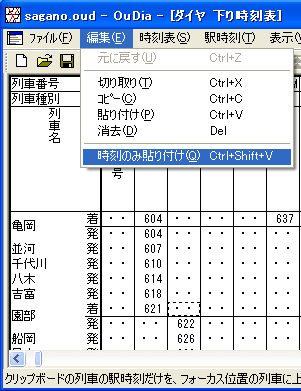 sagano.oud - OuDia - [ダイヤ 下り時刻表]
ファイル(F) 編集(E) 時刻表(S) 駅時刻(T) 表示(V
元に戻す(U) Ctrl+Z
切り取り(T) Ctrl+X
コピー(C) Ctrl+C
貼り付け(P) Ctrl+V
消去(D) Del
時刻のみ貼り付け(Q) Ctrl+Shift+V
列車番号
列車種別
列車名
号
亀岡 着 ‥ 604 ‥ ‥ ‥ 637
発 ‥ 604 ‥ ‥ ‥ ‥
並河 発 ‥ 607 ‥ ‥ ‥ ‥
千代川 発 ‥ 610 ‥ ‥ ‥ ‥
八木 発 ‥ 614 ‥ ‥ ‥ ‥
吉富 発 ‥ 618 ‥ ‥ ‥ ‥
園部 着 ‥ 621 ‥ ‥ ‥
発 ‥ ‥ 622 ‥ ‥ ‥
船岡 発 ‥ ‥ 626 ‥ ‥ ‥
クリップボードの列車の駅時刻だけを、フォーカス位置の列車に上